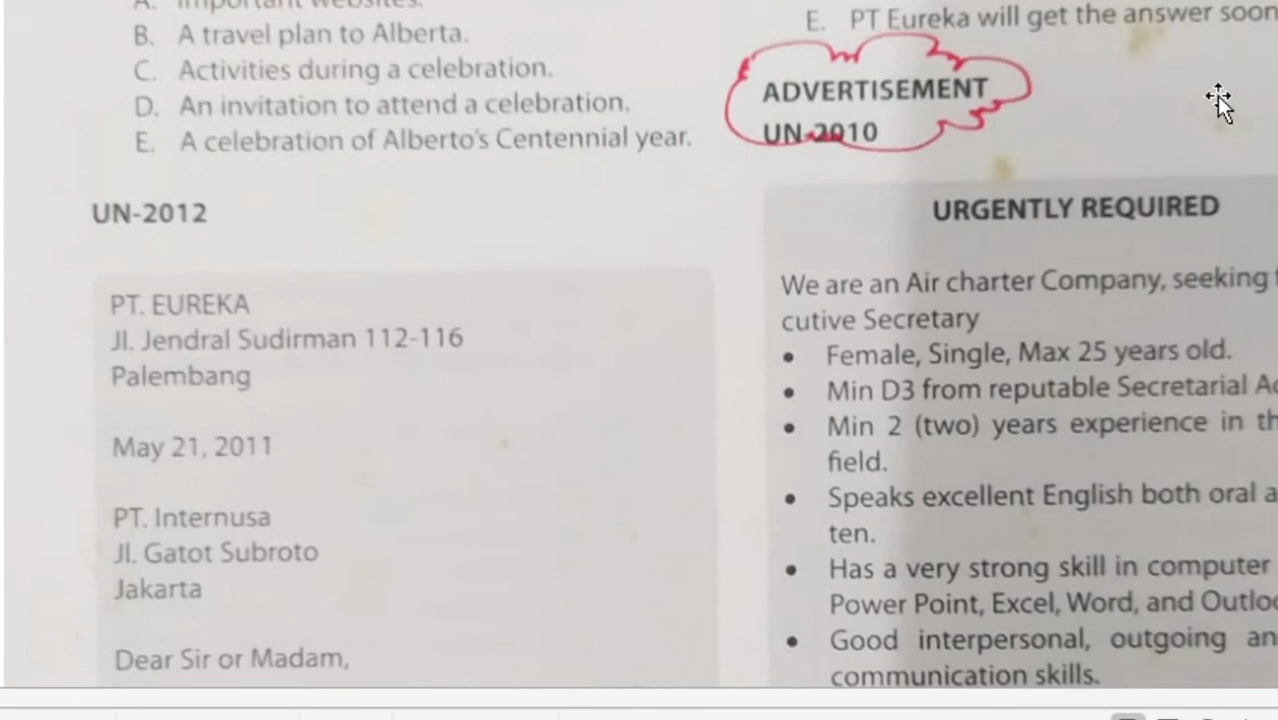 A. Important websites.
B. A travel plan to Alberta.
C. Activities during a celebration.
D. An invitation to attend a celebration.
E. A celebration of Alberto's Centennial year.
UN-2012
PT. EUREKA
Jl. Jendral Sudirman 112-116
Palembang
May 21, 2011
PT. Internusa
Jl. Gatot Subroto
Jakarta
Dear Sir or Madam,
E. PT Eureka will get the answer soon
ADVERTISEMENT
UN-2010
URGENTLY REQUIRED
We are an Air charter Company, seeking
cutive Secretary
• Female, Single, Max 25 years old.
• Min D3 from reputable Secretarial
• Min 2 (two) years experience in
field.
• Speaks excellent English both oral
ten.
• Has a very strong skill in computer
Power Point, Excel, Word, and
• Good interpersonal, outgoing
communication skills.